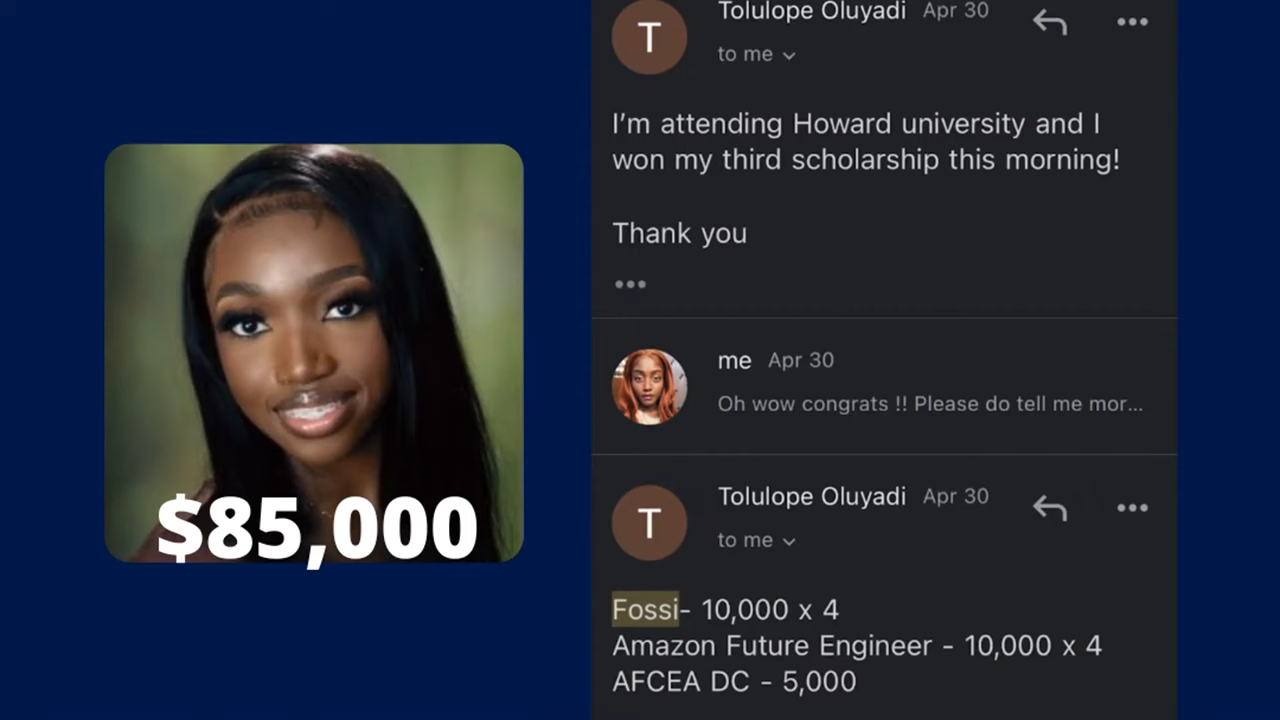 $85,000
T
Tolulope Oluyadi Apr 30
to me
I'm attending Howard university and I
won my third scholarship this morning!
Thank you
me Apr 30
Oh wow congrats !! Please do tell me mor...
T
Tolulope Oluyadi Apr 30
to me
Fossi- 10,000 x 4
Amazon Future Engineer - 10,000 x 4
AFCEA DC - 5,000